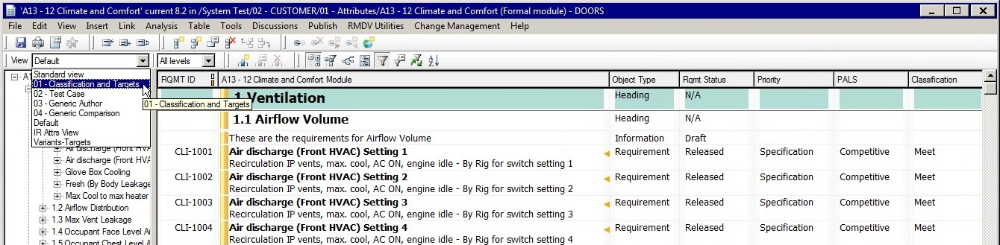 'A13 - 12 Climate and Comfort' current 8.2 in /System Test/02 - CUSTOMER/01 - Attributes/A13 - 12 Climate and Comfort (Formal module) - DOORS
File Edit View Insert Link Analysis Table Tools Discussions Publish RMDV Utilities Change Management Help
View Default All levels
Standard view
01 - Classification and Targets
02 - Test Case
03 - Generic Author
04 - Generic Comparison
Default
IR Attrs View
Variants-Targets
01 - Classification and Targets
Air discharge (Front HVA
Air discharge (Front HVA
Glove Box Cooling
Fresh (By Body Leakage
Max Cool to max heater
1.2 Airflow Distribution
1.3 Max Vent Leakage
1.4 Occupant Face Level Ai
1.5 Occupant Chest Level A
RQMT ID A13 - 12 Climate and Comfort Module Object Type Rqmt Status Priority PALS Classification
1 Ventilation Heading N/A
1.1 Airflow Volume Heading N/A
These are the requirements for Airflow Volume Information Draft
CLI-1001 Air discharge (Front HVAC) Setting 1 Requirement Released Specification Competitive Meet
Recirculation IP vents, max. cool, AC ON, engine idle - By Rig for switch setting 1
CLI-1002 Air discharge (Front HVAC) Setting 2 Requirement Released Specification Competitive Meet
Recirculation IP vents, max. cool, AC ON, engine idle - By Rig for switch setting 2
CLI-1003 Air discharge (Front HVAC) Setting 3 Requirement Released Specification Competitive Meet
Recirculation IP vents, max. cool, AC ON, engine idle - By Rig for switch setting 3
CLI-1004 Air discharge (Front HVAC) Setting 4 Requirement Released Specification Competitive Meet
Recirculation IP vents, max. cool, AC ON, engine idle - By Rig for switch setting 4